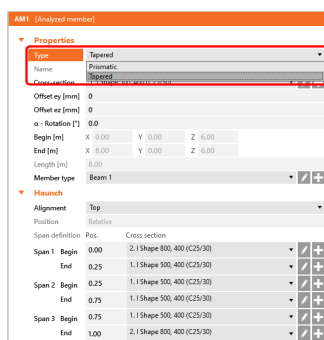 AM1 [Analyzed member]
Properties
Type Tapered
Name Prismatic
Tapered
Cross-section
Offset ey [mm] 0
Offset ez [mm] 0
α - Rotation [°] 0.0
Begin [m] X 0.00 Y 0.00 Z 6.00
End [m] X 8.00 Y 0.00 Z 6.00
Length [m] 8.00
Member type Beam 1
Haunch
Alignment Top
Position Relative
Span definition Pos. Cross section
Span 1 Begin 0.00 2. I Shape 800, 400 (C25/30)
End 0.25 1. I Shape 500, 400 (C25/30)
Span 2 Begin 0.25 1. I Shape 500, 400 (C25/30)
End 0.75 1. I Shape 500, 400 (C25/30)
Span 3 Begin 0.75 1. I Shape 500, 400 (C25/30)
End 1.00 2. I Shape 800, 400 (C25/30)